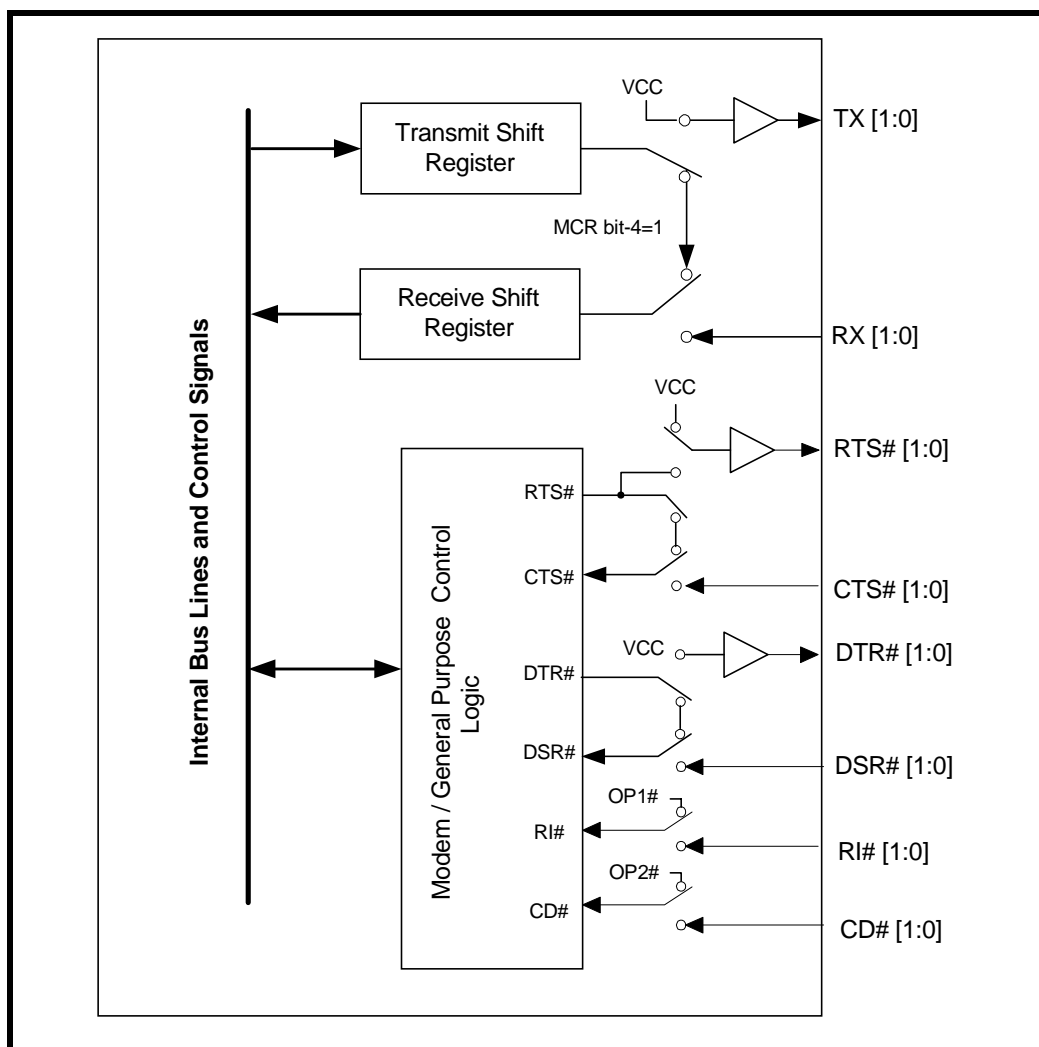 VCC
TX [1:0]
Transmit Shift
Register
MCR bit-4=1
Receive Shift
Register
RX [1:0]
Internal Bus Lines and Control Signals
VCC
RTS# [1:0]
Modem / General Purpose Control
Logic
RTS#
CTS#
CTS# [1:0]
VCC
DTR# [1:0]
DTR#
DSR#
DSR# [1:0]
OP1#
RI#
RI# [1:0]
OP2#
CD#
CD# [1:0]